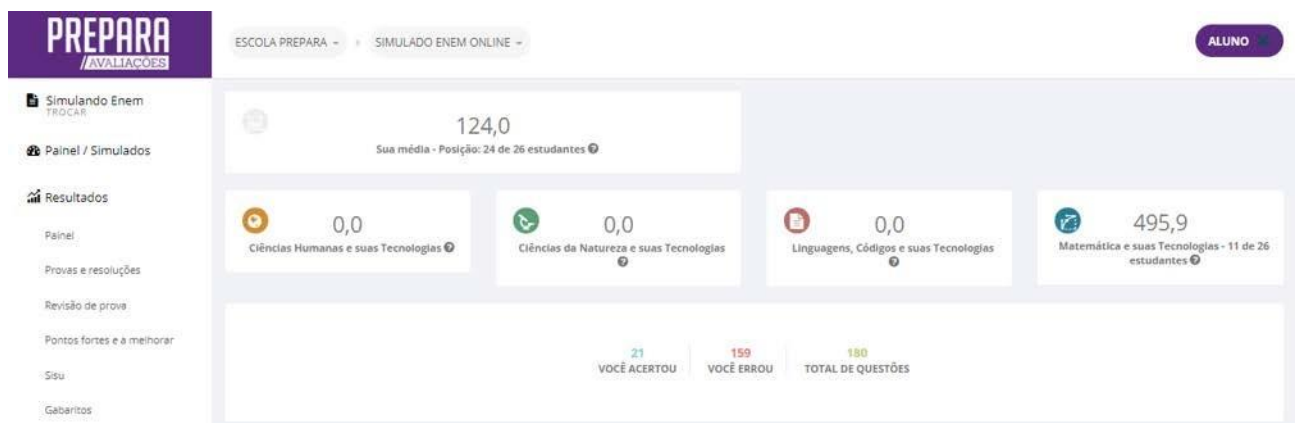 PREPARA
/AVALIAÇÕES
ESCOLA PREPARA
SIMULADO ENEM ONLINE
ALUNO
Simulando Enem
TROCAR
Painel / Simulados
Resultados
Painel
Provas e resoluções
Revisão de prova
Pontos fortes e a melhorar
Sisu
Gabaritos
124,0
Sua média - Posição: 24 de 26 estudantes
0,0
Ciências Humanas e suas Tecnologias
0,0
Ciências da Natureza e suas Tecnologias
0,0
Linguagens, Códigos e suas Tecnologias
495,9
Matemática e suas Tecnologias - 11 de 26
estudantes
21
VOCÊ ACERTOU
159
VOCÊ ERROU
180
TOTAL DE QUESTÕES